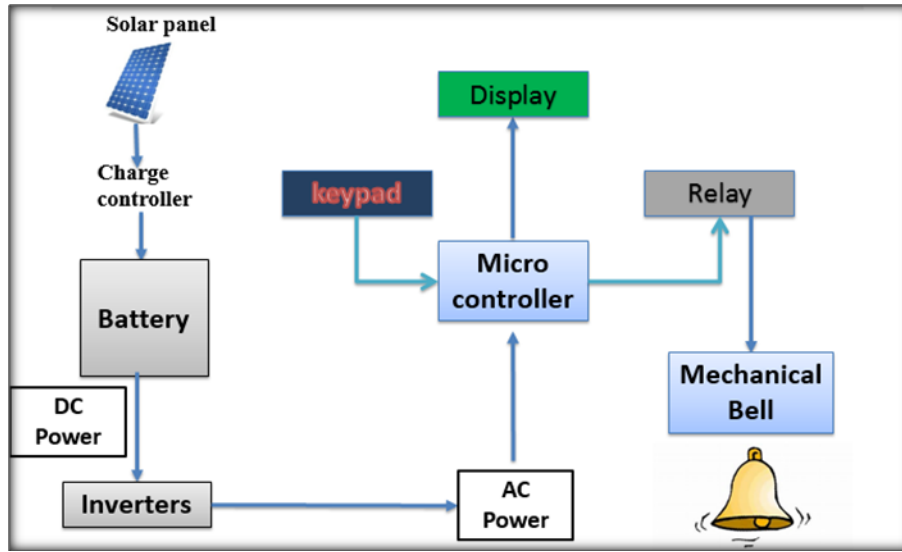 Solar panel
Charge
controller
Battery
DC
Power
Inverters
AC
Power
Display
keypad
Micro
controller
Relay
Mechanical
Bell